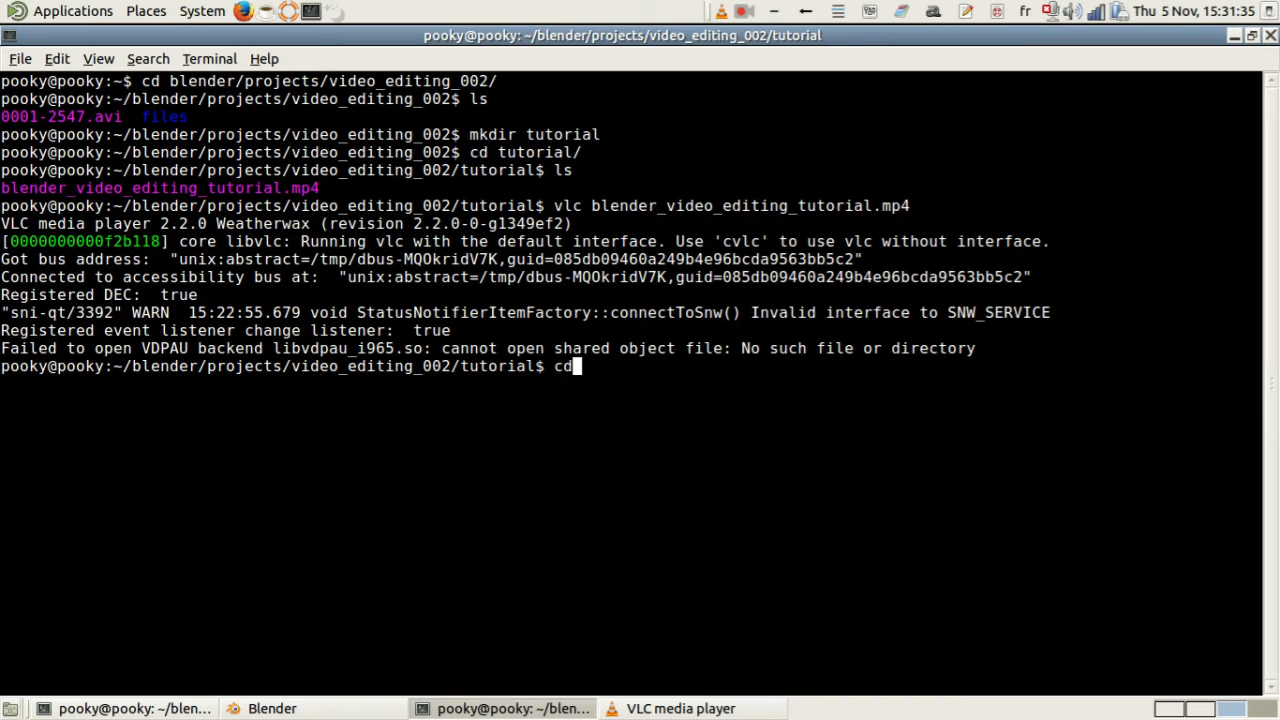 Applications Places System fr Thu 5 Nov, 15:31:35
pooky@pooky: ~/blender/projects/video_editing_002/tutorial
File Edit View Search Terminal Help
pooky@pooky:~$ cd blender/projects/video_editing_002/
pooky@pooky:~/blender/projects/video_editing_002$ ls
0001-2547.avi files
pooky@pooky:~/blender/projects/video_editing_002$ mkdir tutorial
pooky@pooky:~/blender/projects/video_editing_002$ cd tutorial/
pooky@pooky:~/blender/projects/video_editing_002/tutorial$ ls
blender_video_editing_tutorial.mp4
pooky@pooky:~/blender/projects/video_editing_002/tutorial$ vlc blender_video_editing_tutorial.mp4
VLC media player 2.2.0 Weatherwax (revision 2.2.0-0-g1349ef2)
[0000000000f2b118] core libvlc: Running vlc with the default interface. Use 'cvlc' to use vlc without interface.
Got bus address:  "unix:abstract=/tmp/dbus-MQOkridV7K,guid=085db09460a249b4e96bcda9563bb5c2"
Connected to accessibility bus at:  "unix:abstract=/tmp/dbus-MQOkridV7K,guid=085db09460a249b4e96bcda9563bb5c2"
Registered DEC:  true
"sni-qt/3392" WARN  15:22:55.679 void StatusNotifierItemFactory::connectToSnw() Invalid interface to SNW_SERVICE
Registered event listener change listener:  true
Failed to open VDPAU backend libvdpau_i965.so: cannot open shared object file: No such file or directory
pooky@pooky:~/blender/projects/video_editing_002/tutorial$ cd
pooky@pooky: ~/blen... Blender pooky@pooky: ~/blen... VLC media player